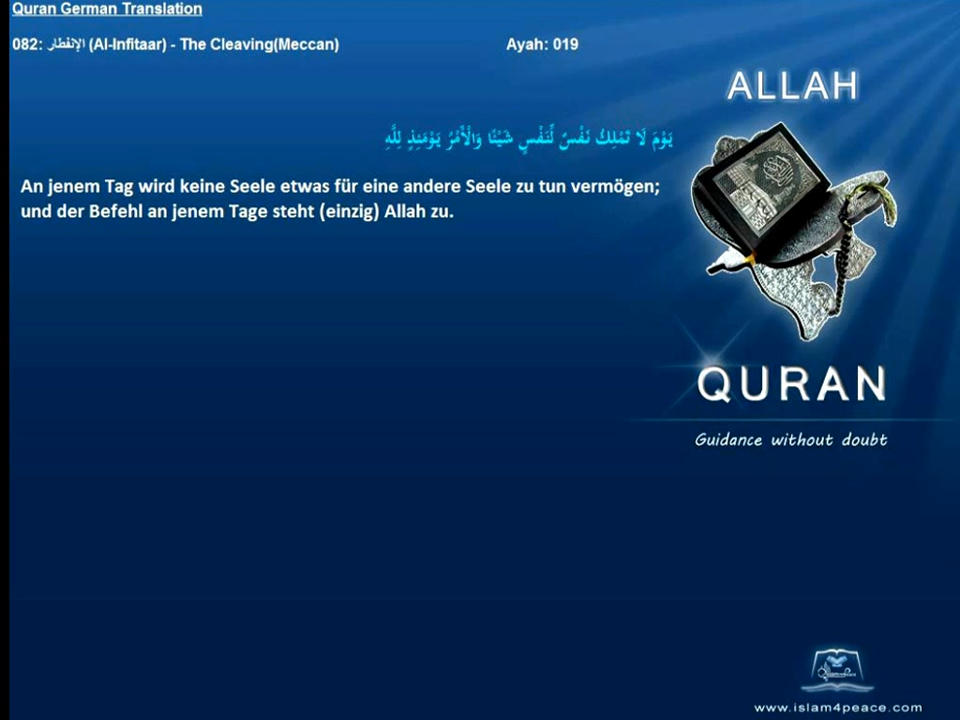 Quran German Translation
082: الإنفطار (Al-Infitaar) - The Cleaving(Meccan) Ayah: 019
ALLAH
يَوْمَ لَا تَمْلِكُ نَفْسٌ لِّنَفْسٍ شَيْئًا وَالْأَمْرُ يَوْمَئِذٍ لِلَّهِ
An jenem Tag wird keine Seele etwas für eine andere Seele zu tun vermögen;
und der Befehl an jenem Tage steht (einzig) Allah zu.
QURAN
Guidance without doubt
www.islam4peace.com